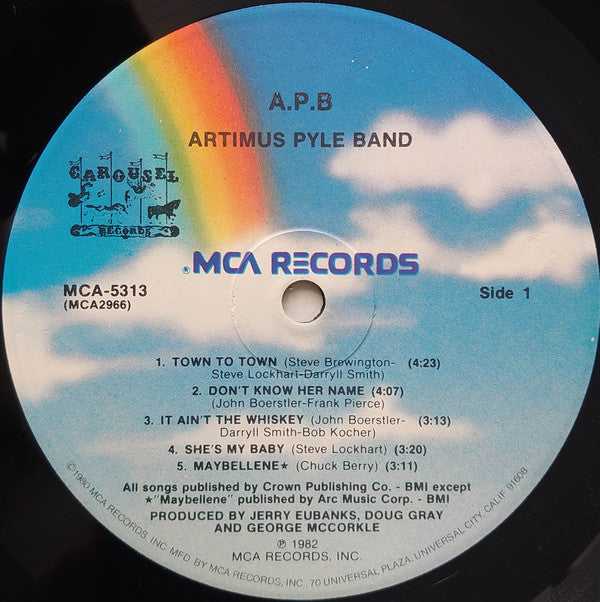 A.P.B
ARTIMUS PYLE BAND
CAROUSEL
RECORDS
® MCA RECORDS
MCA-5313
(MCA2966)
Side 1
1. TOWN TO TOWN (Steve Brewington- (4:23)
Steve Lockhart-Darryll Smith)
2. DON'T KNOW HER NAME (4:07)
(John Boerstler-Frank Pierce)
3. IT AIN'T THE WHISKEY (John Boerstler- (3:13)
Darryll Smith-Bob Kocher)
4. SHE'S MY BABY (Steve Lockhart) (3:20)
5. MAYBELLENE★ (Chuck Berry) (3:11)
All songs published by Crown Publishing Co. - BMI except
★"Maybellene" published by Arc Music Corp. - BMI
PRODUCED BY JERRY EUBANKS, DOUG GRAY
AND GEORGE MCCORKLE
℗ 1982
MCA RECORDS, INC.
©1980 MCA RECORDS, INC. MFD. BY MCA RECORDS, INC., 70 UNIVERSAL PLAZA, UNIVERSAL CITY, CALIF. 91608